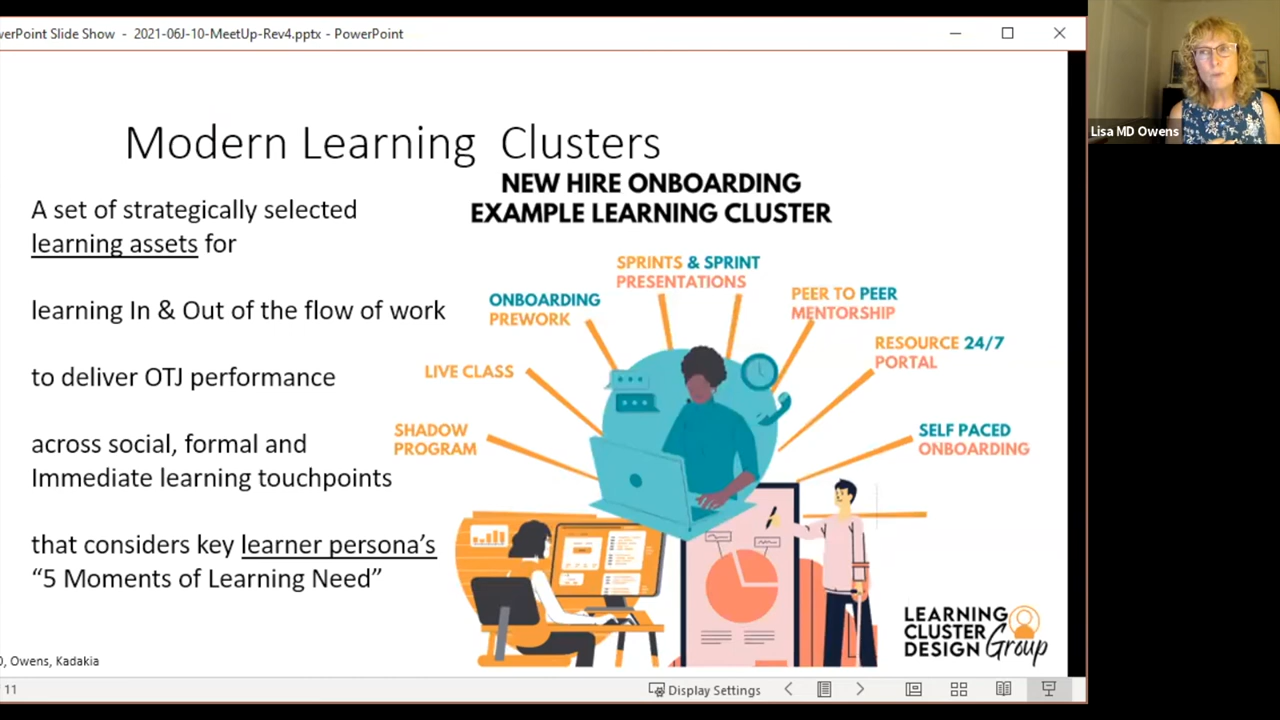 werPoint Slide Show - 2021-06J-10-MeetUp-Rev4.pptx - PowerPoint
Lisa MD Owens
Modern Learning Clusters
NEW HIRE ONBOARDING
EXAMPLE LEARNING CLUSTER
A set of strategically selected
learning assets for
learning In & Out of the flow of work
to deliver OTJ performance
across social, formal and
Immediate learning touchpoints
that considers key learner persona's
“5 Moments of Learning Need”
SPRINTS & SPRINT
PRESENTATIONS
ONBOARDING
PREWORK
PEER TO PEER
MENTORSHIP
RESOURCE 24/7
PORTAL
LIVE CLASS
SHADOW
PROGRAM
SELF PACED
ONBOARDING
LEARNING
CLUSTER
DESIGN Group
, Owens, Kadakia
11
Display Settings